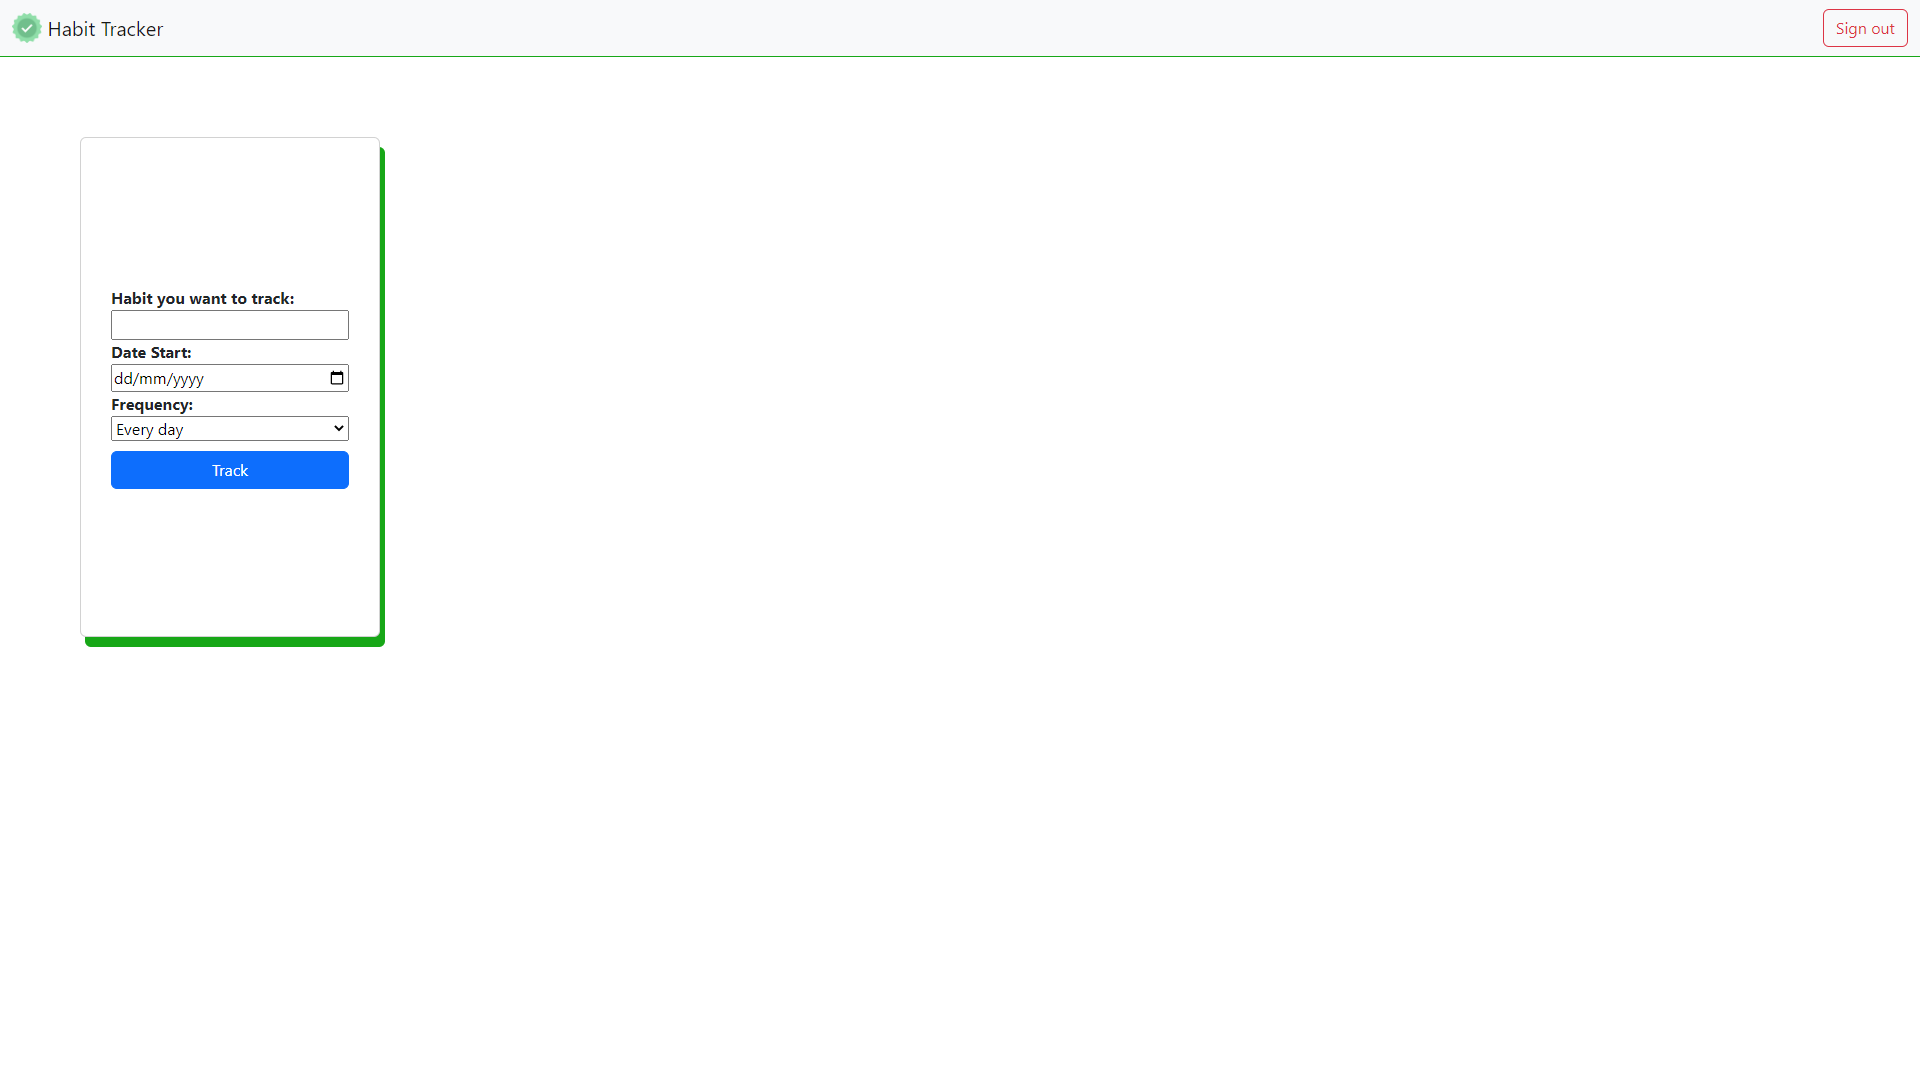 Habit Tracker
Sign out
Habit you want to track:
Date Start:
dd/mm/yyyy
Frequency:
Every day
Track